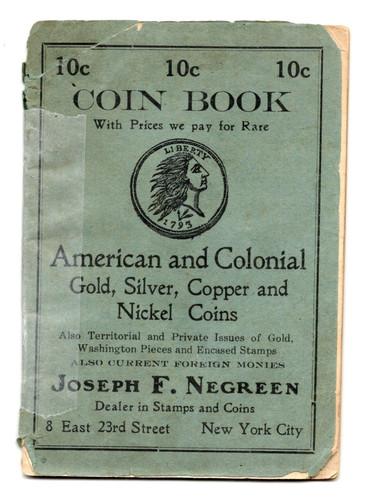 10c 10c 10c
COIN BOOK
With Prices we pay for Rare
LIBERTY
1793
American and Colonial
Gold, Silver, Copper and
Nickel Coins
Also Territorial and Private Issues of Gold,
Washington Pieces and Encased Stamps
ALSO CURRENT FOREIGN MONIES
JOSEPH F. NEGREEN
Dealer in Stamps and Coins
8 East 23rd Street New York City